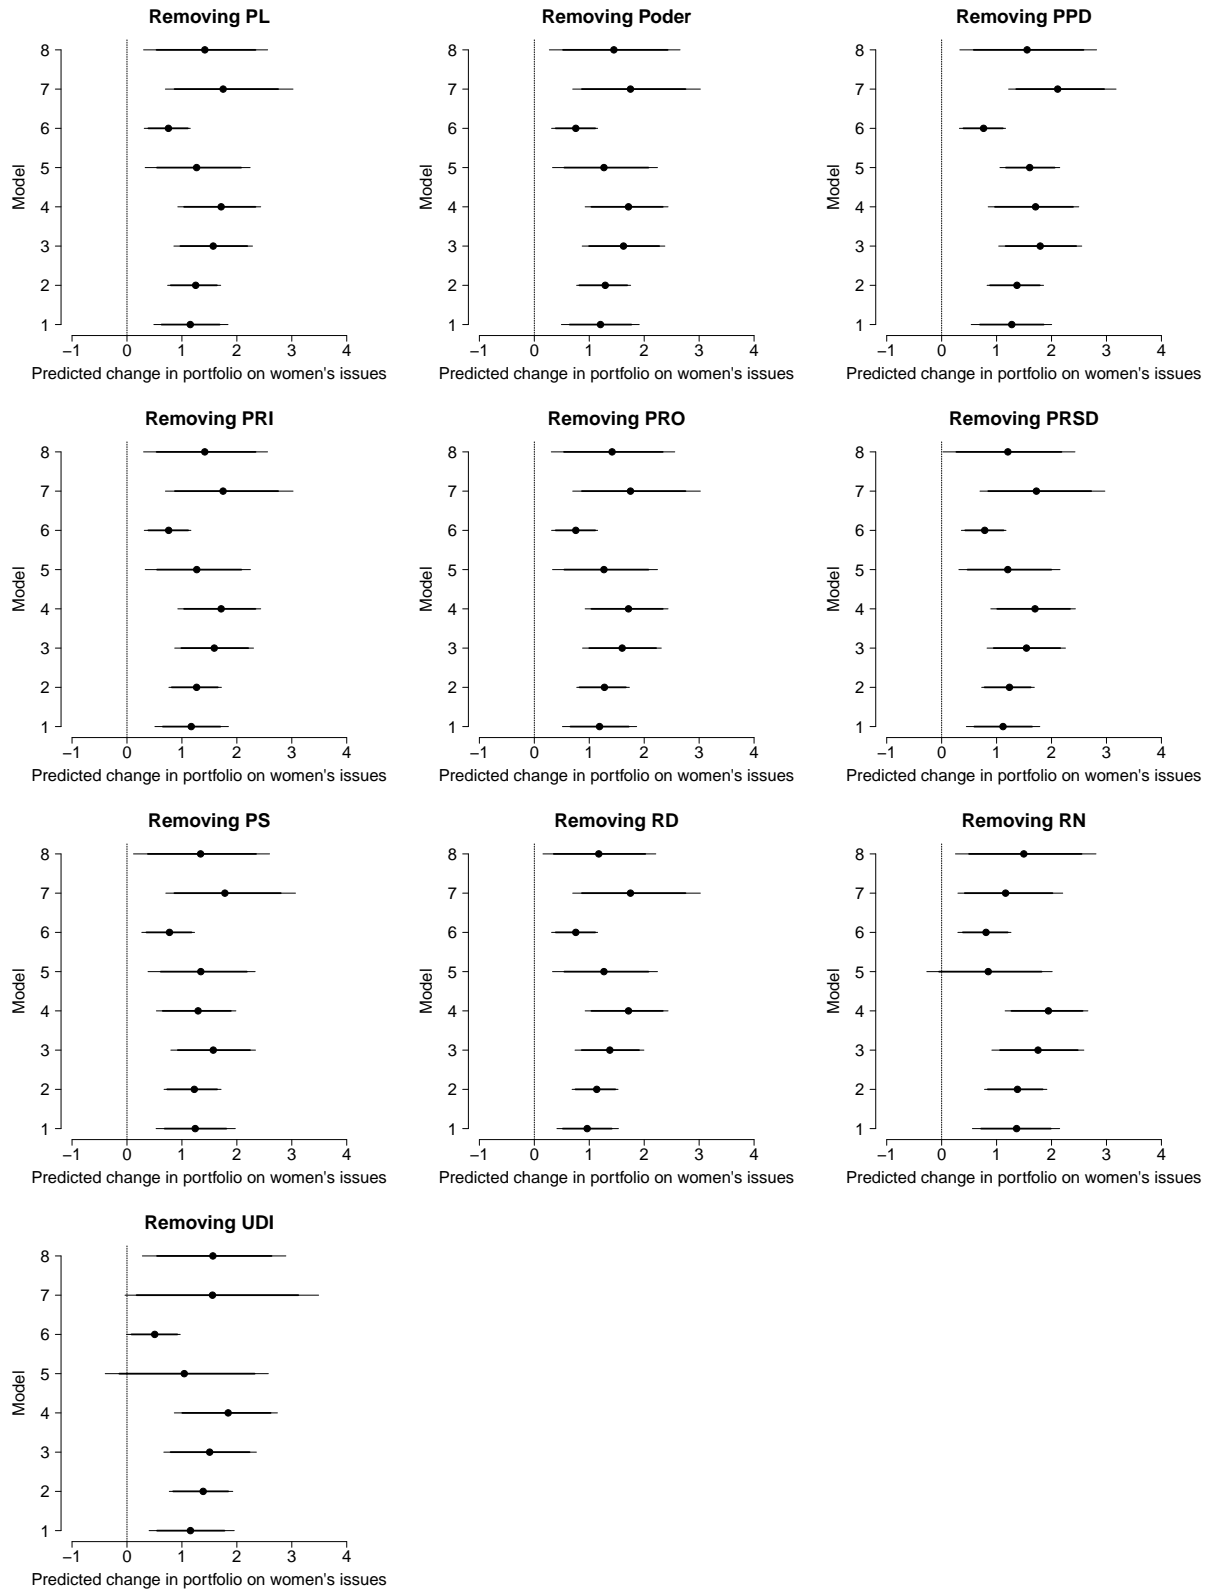 Removing PL
8
7
6
5
4
3
2
1
Model
−1 0 1 2 3 4
Predicted change in portfolio on women's issues
Removing Poder
8
7
6
5
4
3
2
1
Model
−1 0 1 2 3 4
Predicted change in portfolio on women's issues
Removing PPD
8
7
6
5
4
3
2
1
Model
−1 0 1 2 3 4
Predicted change in portfolio on women's issues
Removing PRI
8
7
6
5
4
3
2
1
Model
−1 0 1 2 3 4
Predicted change in portfolio on women's issues
Removing PRO
8
7
6
5
4
3
2
1
Model
−1 0 1 2 3 4
Predicted change in portfolio on women's issues
Removing PRSD
8
7
6
5
4
3
2
1
Model
−1 0 1 2 3 4
Predicted change in portfolio on women's issues
Removing PS
8
7
6
5
4
3
2
1
Model
−1 0 1 2 3 4
Predicted change in portfolio on women's issues
Removing RD
8
7
6
5
4
3
2
1
Model
−1 0 1 2 3 4
Predicted change in portfolio on women's issues
Removing RN
8
7
6
5
4
3
2
1
Model
−1 0 1 2 3 4
Predicted change in portfolio on women's issues
Removing UDI
8
7
6
5
4
3
2
1
Model
−1 0 1 2 3 4
Predicted change in portfolio on women's issues